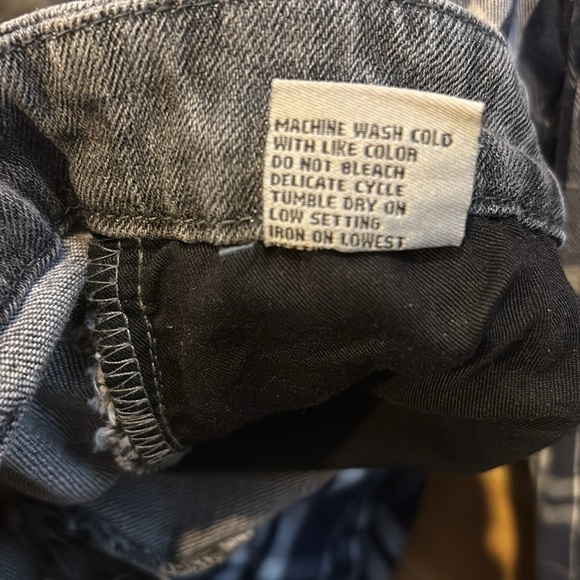 MACHINE WASH COLD
WITH LIKE COLOR
DO NOT BLEACH
DELICATE CYCLE
TUMBLE DRY ON
LOW SETTING
IRON ON LOWEST